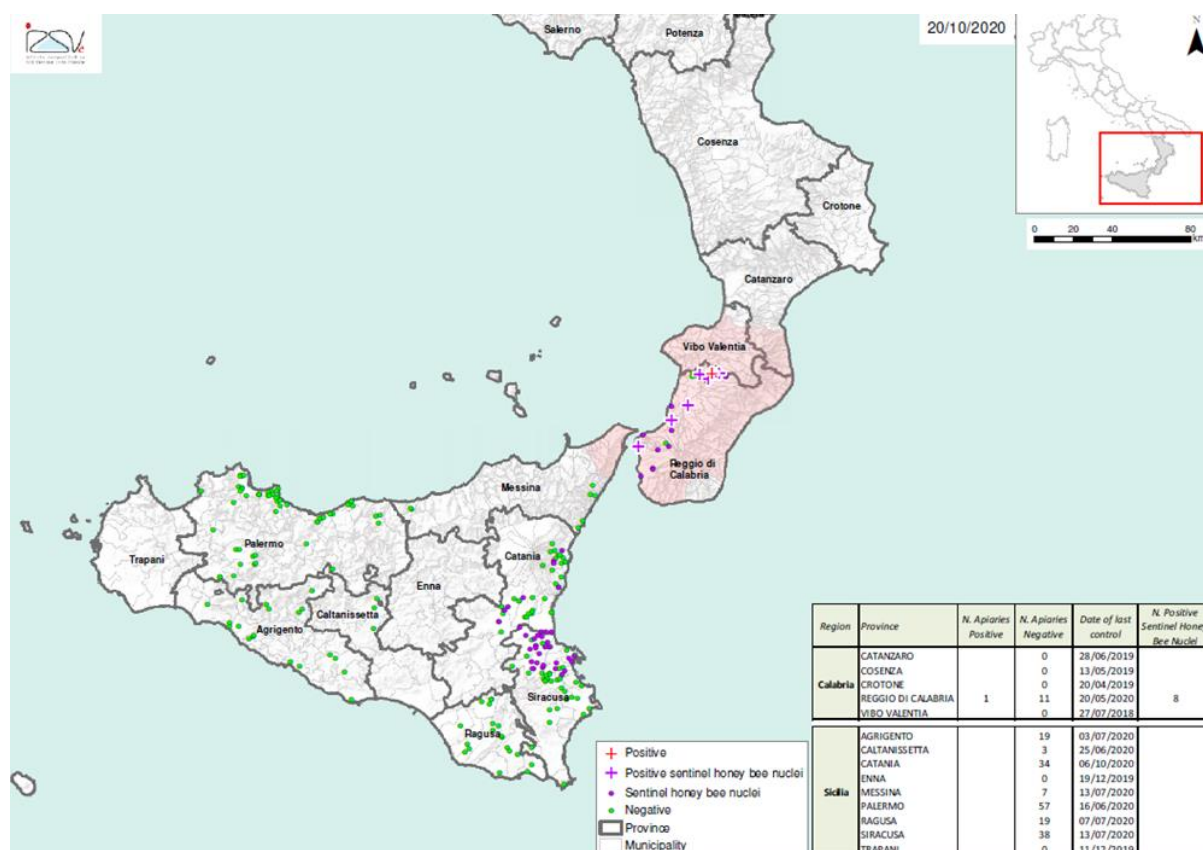 Salerno
Potenza
20/10/2020
N
Cosenza
Crotone
0 20 40 80
km
Catanzaro
Vibo Valentia
Reggio di
Calabria
Messina
Trapani
Palermo
Catania
Enna
Caltanissetta
Agrigento
Siracusa
Ragusa
Positive
Positive sentinel honey bee nuclei
Sentinel honey bee nuclei
Negative
Province
Municipality
Region Province N. Apiaries Positive N. Apiaries Negative Date of last control N. Positive Sentinel Honey Bee Nuclei
Calabria
CATANZARO 0 28/06/2019
COSENZA 0 13/05/2019
CROTONE 0 20/04/2019
REGGIO DI CALABRIA 1 11 20/05/2020 8
VIBO VALENTIA 0 27/07/2018
Sicilia
AGRIGENTO 19 03/07/2020
CALTANISSETTA 3 25/06/2020
CATANIA 34 06/10/2020
ENNA 0 19/12/2019
MESSINA 7 13/07/2020
PALERMO 57 16/06/2020
RAGUSA 19 07/07/2020
SIRACUSA 38 13/07/2020
TRAPANI 0 11/12/2019